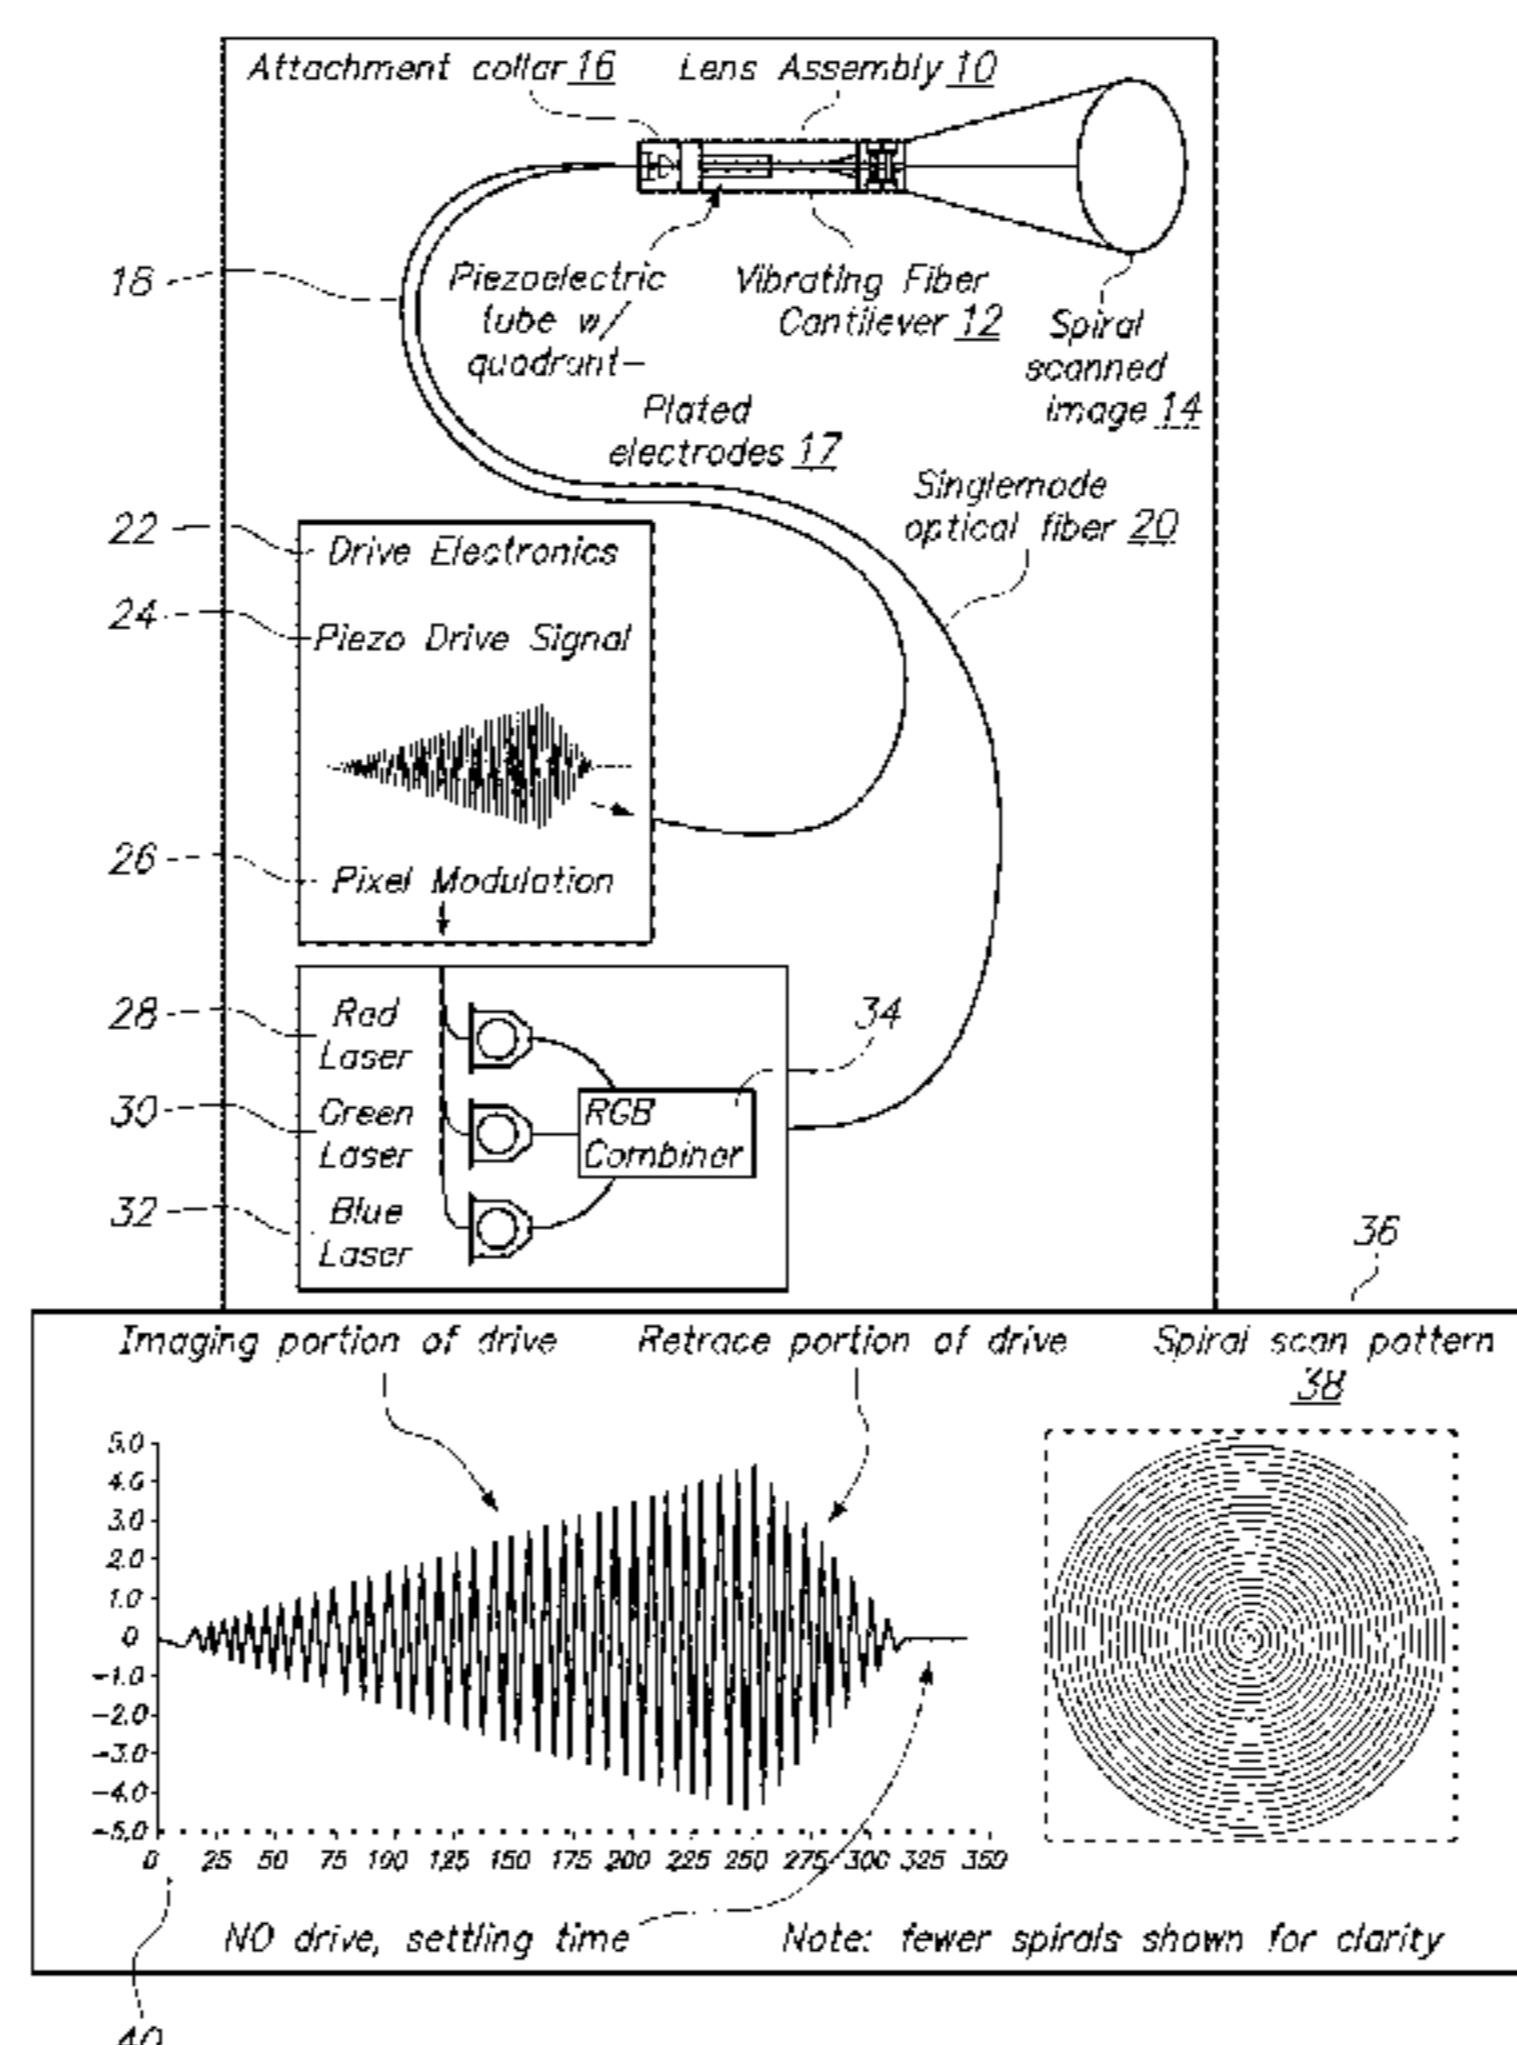 Attachment collar 16 Lens Assembly 10
18
Piezoelectric
tube w/
quadrant-
Vibrating Fiber
Cantilever 12
Spiral
scanned
image 14
Plated
electrodes 17
Singlemode
optical fiber 20
22
Drive Electronics
24
Piezo Drive Signal
26
Pixel Modulation
28
Red
Laser
34
30
Green
Laser
RGB
Combiner
32
Blue
Laser
36
Imaging portion of drive Retrace portion of drive Spiral scan pattern
38
5.0
4.0
3.0
2.0
1.0
0
-1.0
-2.0
-3.0
-4.0
-5.0
0 25 50 75 100 125 150 175 200 225 250 275 300 325 350
NO drive, settling time Note: fewer spirals shown for clarity
40